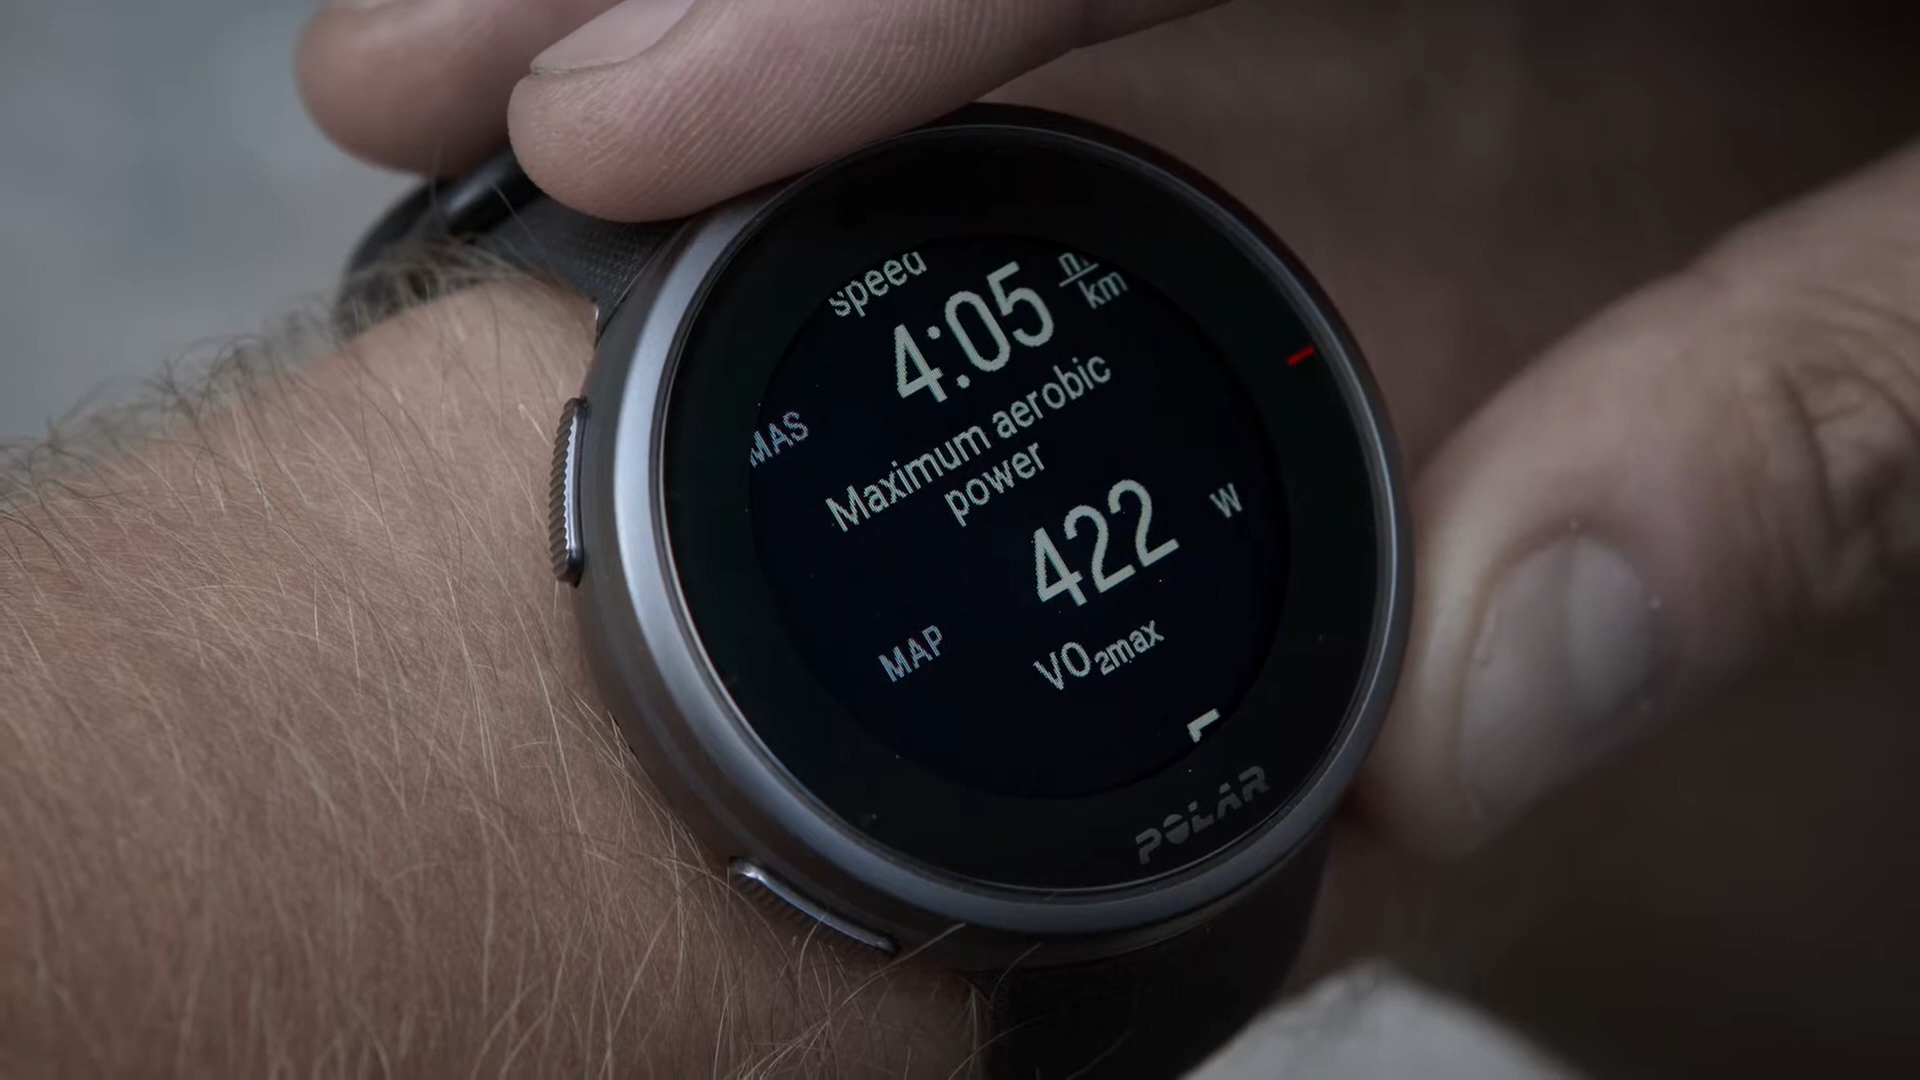 speed
4:05
km
MAS
Maximum aerobic
power
422 W
MAP
VO₂max
POLAR